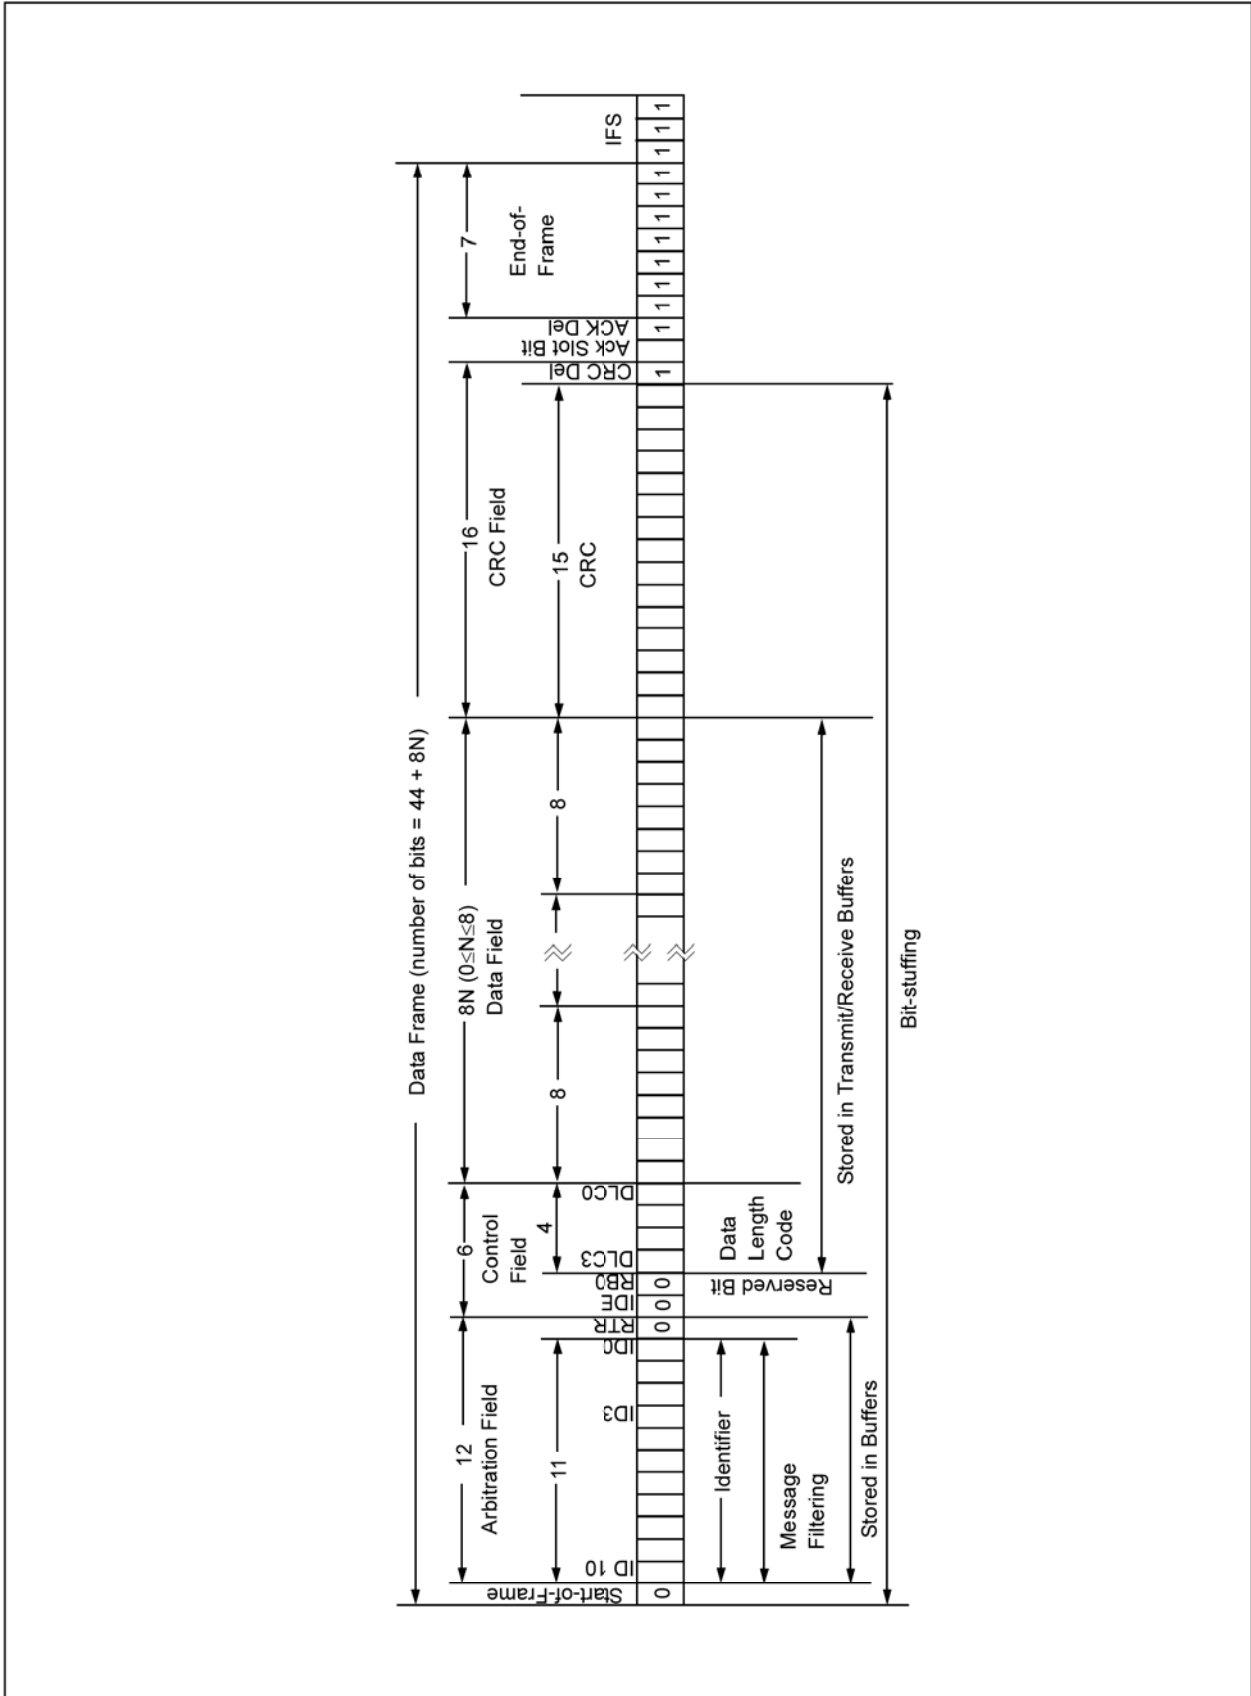 Data Frame (number of bits = 44 + 8N)
12
Arbitration Field
6
Control
Field
8N (0≤N≤8)
Data Field
16
CRC Field
7
End-of-
Frame
IFS
11
4
8
8
15
CRC
Start-of-Frame
ID 10
ID3
ID0
RTR
IDE
RB0
DLC3
DLC0
CRC Del
Ack Slot Bit
ACK Del
0
0
0
0
1
1
1
1
1
1
1
1
1
1
1
1
Identifier
Message
Filtering
Stored in Buffers
Reserved Bit
Data
Length
Code
Stored in Transmit/Receive Buffers
Bit-stuffing